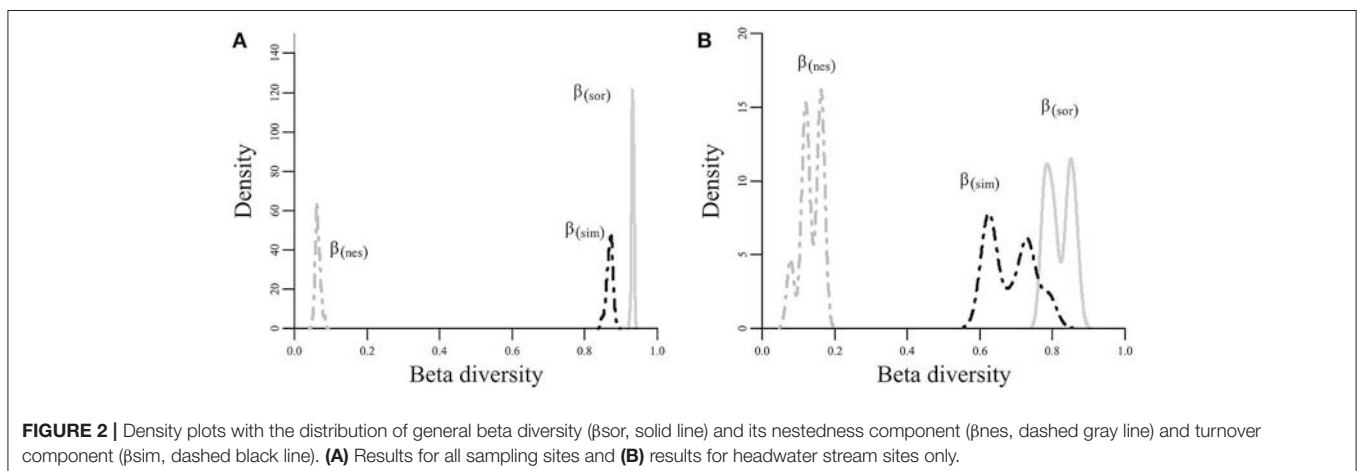 A
140
120
100
80
60
40
20
0
Density
β(sor)
β(sim)
β(nes)
0.0 0.2 0.4 0.6 0.8 1.0
Beta diversity
B
20
15
10
5
0
Density
β(nes)
β(sor)
β(sim)
0.0 0.2 0.4 0.6 0.8 1.0
Beta diversity
FIGURE 2 | Density plots with the distribution of general beta diversity (βsor, solid line) and its nestedness component (βnes, dashed gray line) and turnover
component (βsim, dashed black line). (A) Results for all sampling sites and (B) results for headwater stream sites only.